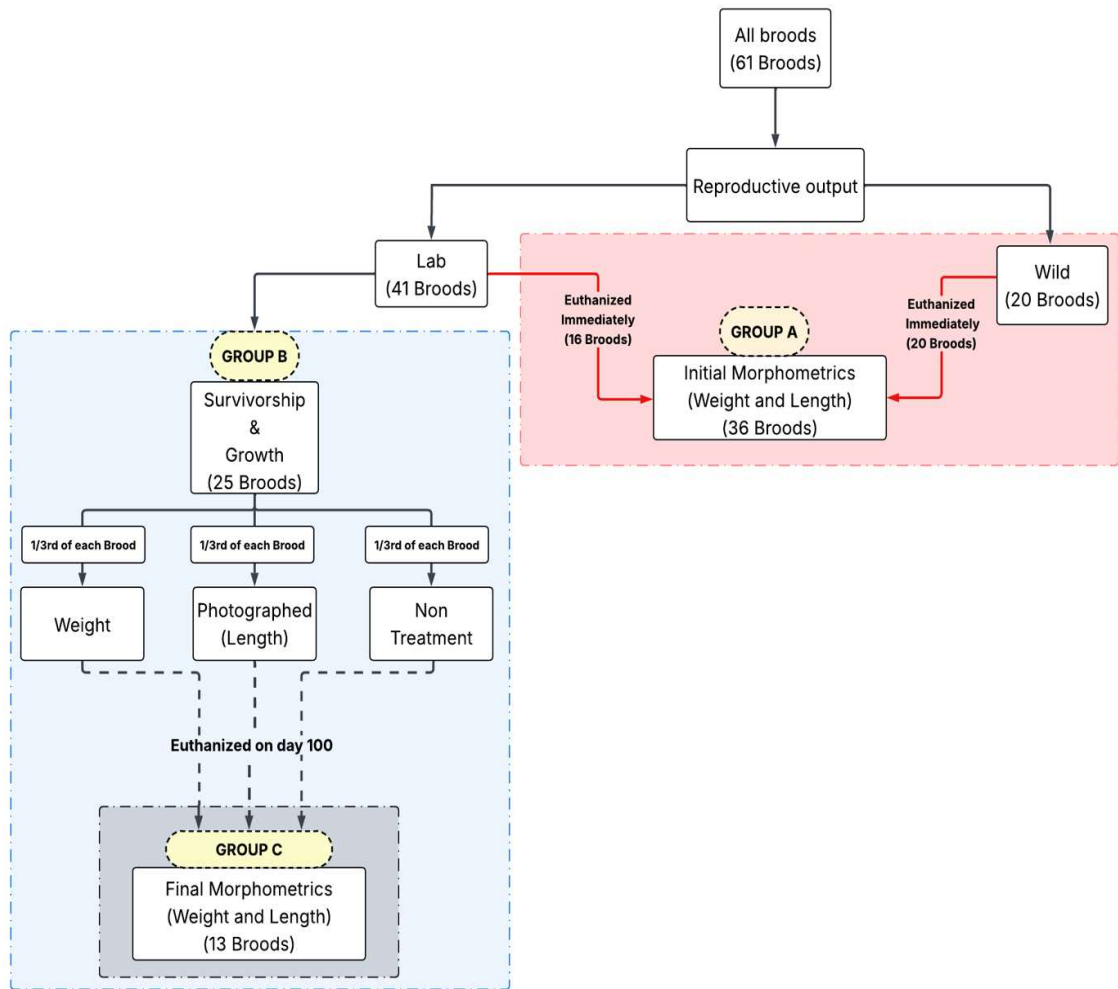 All broods
(61 Broods)
Reproductive output
Lab
(41 Broods)
Wild
(20 Broods)
Euthanized
Immediately
(16 Broods)
Euthanized
Immediately
(20 Broods)
GROUP A
Initial Morphometrics
(Weight and Length)
(36 Broods)
GROUP B
Survivorship
&
Growth
(25 Broods)
1/3rd of each Brood
1/3rd of each Brood
1/3rd of each Brood
Weight
Photographed
(Length)
Non
Treatment
Euthanized on day 100
GROUP C
Final Morphometrics
(Weight and Length)
(13 Broods)